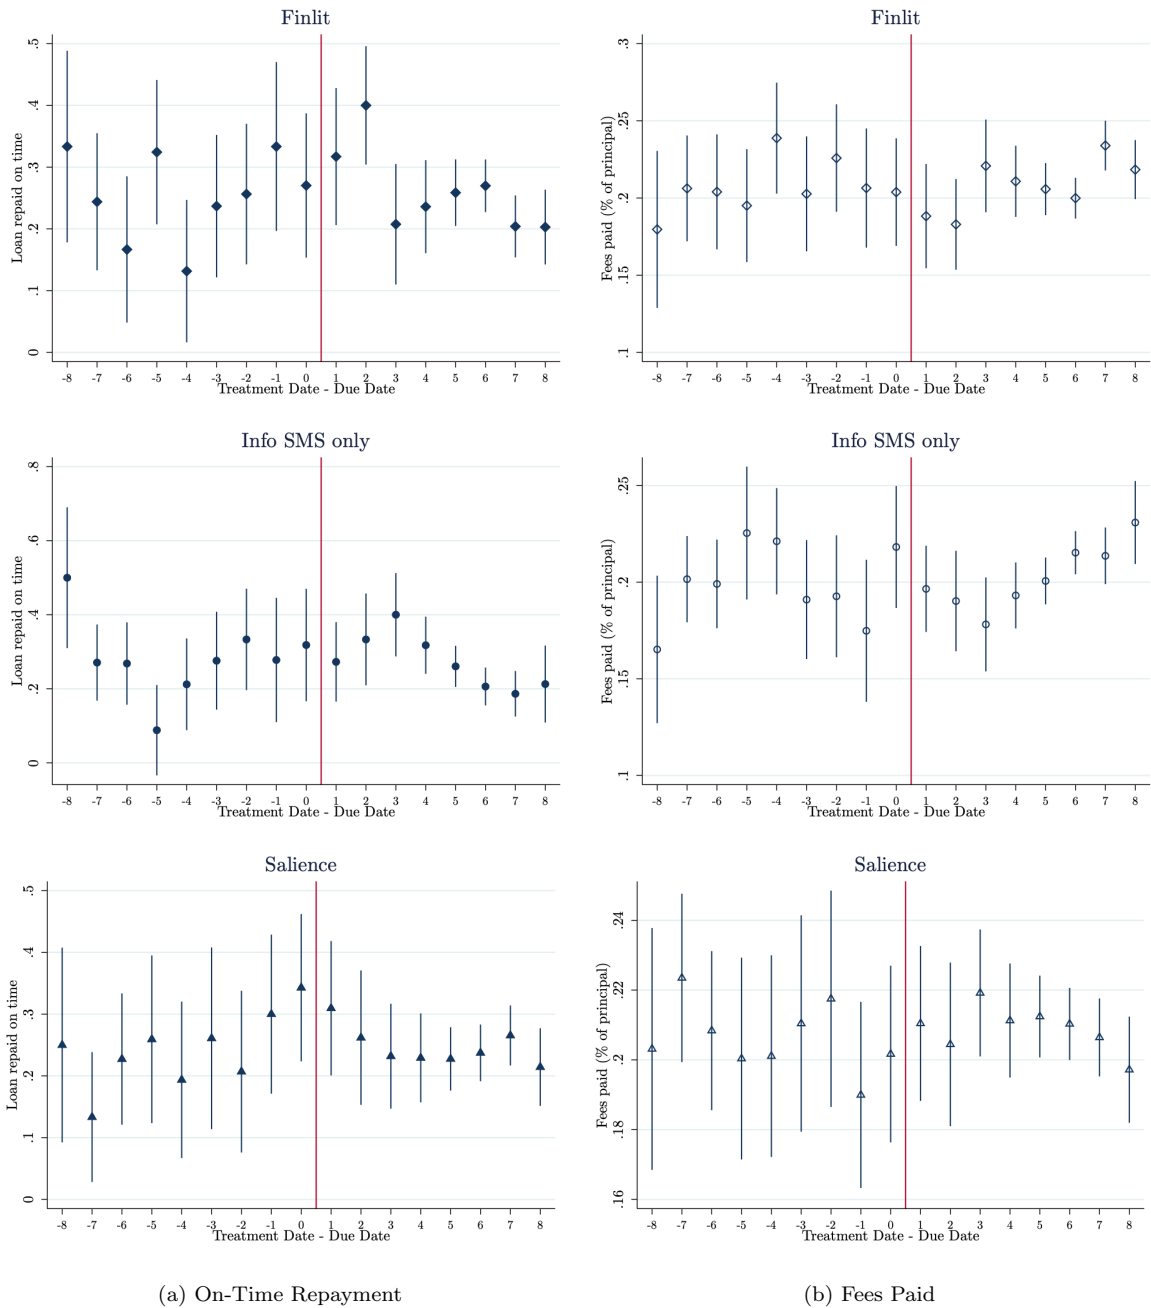 Finlit
Loan repaid on time
.5
.4
.3
.2
.1
0
-8 -7 -6 -5 -4 -3 -2 -1 0 1 2 3 4 5 6 7 8
Treatment Date - Due Date
Finlit
Fees paid (% of principal)
.3
.25
.2
.15
.1
-8 -7 -6 -5 -4 -3 -2 -1 0 1 2 3 4 5 6 7 8
Treatment Date - Due Date
Info SMS only
Loan repaid on time
.8
.6
.4
.2
0
-8 -7 -6 -5 -4 -3 -2 -1 0 1 2 3 4 5 6 7 8
Treatment Date - Due Date
Info SMS only
Fees paid (% of principal)
.25
.2
.15
.1
-8 -7 -6 -5 -4 -3 -2 -1 0 1 2 3 4 5 6 7 8
Treatment Date - Due Date
Salience
Loan repaid on time
.5
.4
.3
.2
.1
0
-8 -7 -6 -5 -4 -3 -2 -1 0 1 2 3 4 5 6 7 8
Treatment Date - Due Date
Salience
Fees paid (% of principal)
.24
.22
.2
.18
.16
-8 -7 -6 -5 -4 -3 -2 -1 0 1 2 3 4 5 6 7 8
Treatment Date - Due Date
(a) On-Time Repayment
(b) Fees Paid